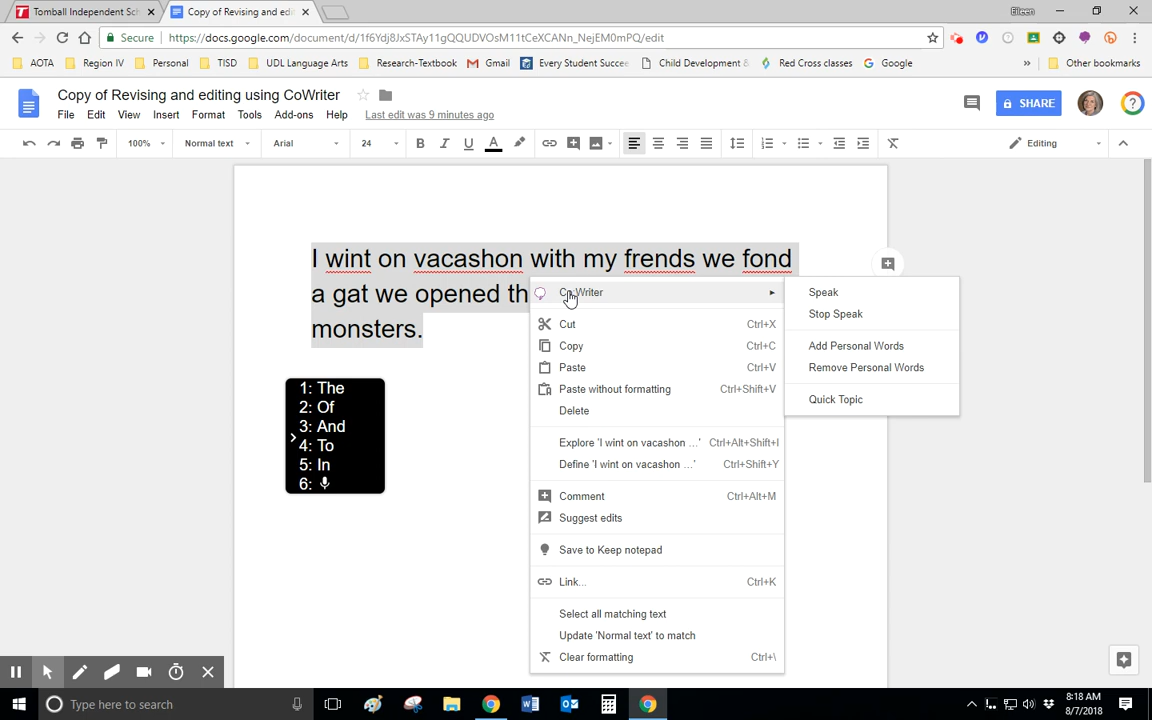 Tomball Independent Sch
Copy of Revising and edi
Eileen
Secure https://docs.google.com/document/d/1f6Ydj8JxSTAy11gQQUDVOsM11tCeXCANn_NejEM0mPQ/edit
AOTA Region IV Personal TISD UDL Language Arts Research-Textbook Gmail Every Student Succe Child Development & Red Cross classes Google » Other bookmarks
Copy of Revising and editing using CoWriter
SHARE
File Edit View Insert Format Tools Add-ons Help Last edit was 9 minutes ago
100% Normal text Arial 24 B I U A Editing
I wint on vacashon with my frends we fond
a gat we opened th
monsters.
Co:Writer
Speak
Stop Speak
Add Personal Words
Remove Personal Words
Quick Topic
Cut Ctrl+X
Copy Ctrl+C
Paste Ctrl+V
Paste without formatting Ctrl+Shift+V
Delete
Explore 'I wint on vacashon ...' Ctrl+Alt+Shift+I
Define 'I wint on vacashon ...' Ctrl+Shift+Y
Comment Ctrl+Alt+M
Suggest edits
Save to Keep notepad
Link... Ctrl+K
Select all matching text
Update 'Normal text' to match
Clear formatting Ctrl+\
1: The
2: Of
3: And
4: To
5: In
6:
Type here to search
8:18 AM
8/7/2018